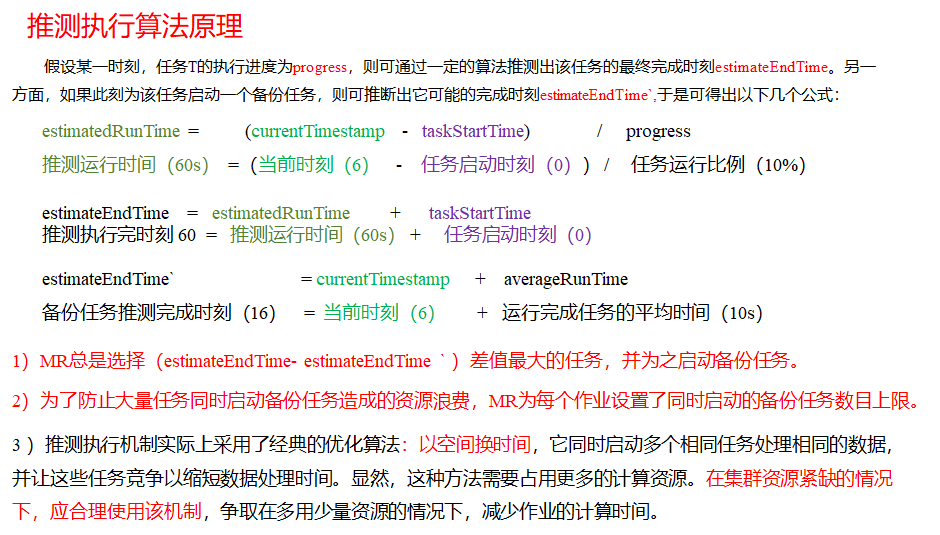 推测执行算法原理
假设某一时刻，任务T的执行进度为progress，则可通过一定的算法推测出该任务的最终完成时刻estimateEndTime。另一
方面，如果此刻为该任务启动一个备份任务，则可推断出它可能的完成时刻estimateEndTime`,于是可得出以下几个公式：
estimatedRunTime = (currentTimestamp - taskStartTime) / progress
推测运行时间（60s） =（当前时刻（6） - 任务启动时刻（0）） / 任务运行比例（10%）
estimateEndTime = estimatedRunTime + taskStartTime
推测执行完时刻 60 = 推测运行时间（60s） + 任务启动时刻（0）
estimateEndTime` = currentTimestamp + averageRunTime
备份任务推测完成时刻（16） = 当前时刻（6） + 运行完成任务的平均时间（10s）
1）MR总是选择（estimateEndTime- estimateEndTime ` ）差值最大的任务，并为之启动备份任务。
2）为了防止大量任务同时启动备份任务造成的资源浪费，MR为每个作业设置了同时启动的备份任务数目上限。
3 ）推测执行机制实际上采用了经典的优化算法：以空间换时间，它同时启动多个相同任务处理相同的数据，
并让这些任务竞争以缩短数据处理时间。显然，这种方法需要占用更多的计算资源。在集群资源紧缺的情况
下，应合理使用该机制，争取在多用少量资源的情况下，减少作业的计算时间。